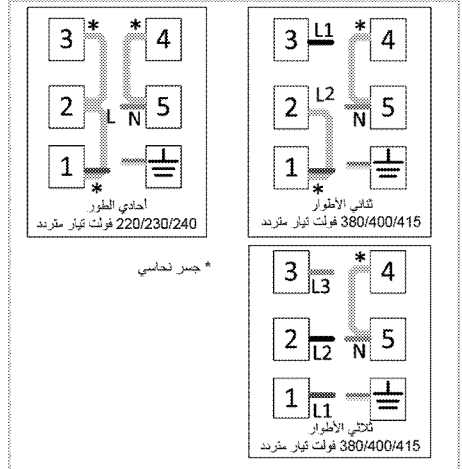 3 * * 4
2 L N 5
1 *
أحادي الطور
220/230/240 فولت تيار متردد
3 L1 * 4
2 L2 N 5
1 *
ثنائي الأطوار
380/400/415 فولت تيار متردد
* جسر نحاسي
3 L3 * 4
2 L2 N 5
1 L1
ثلاثي الأطوار
380/400/415 فولت تيار متردد